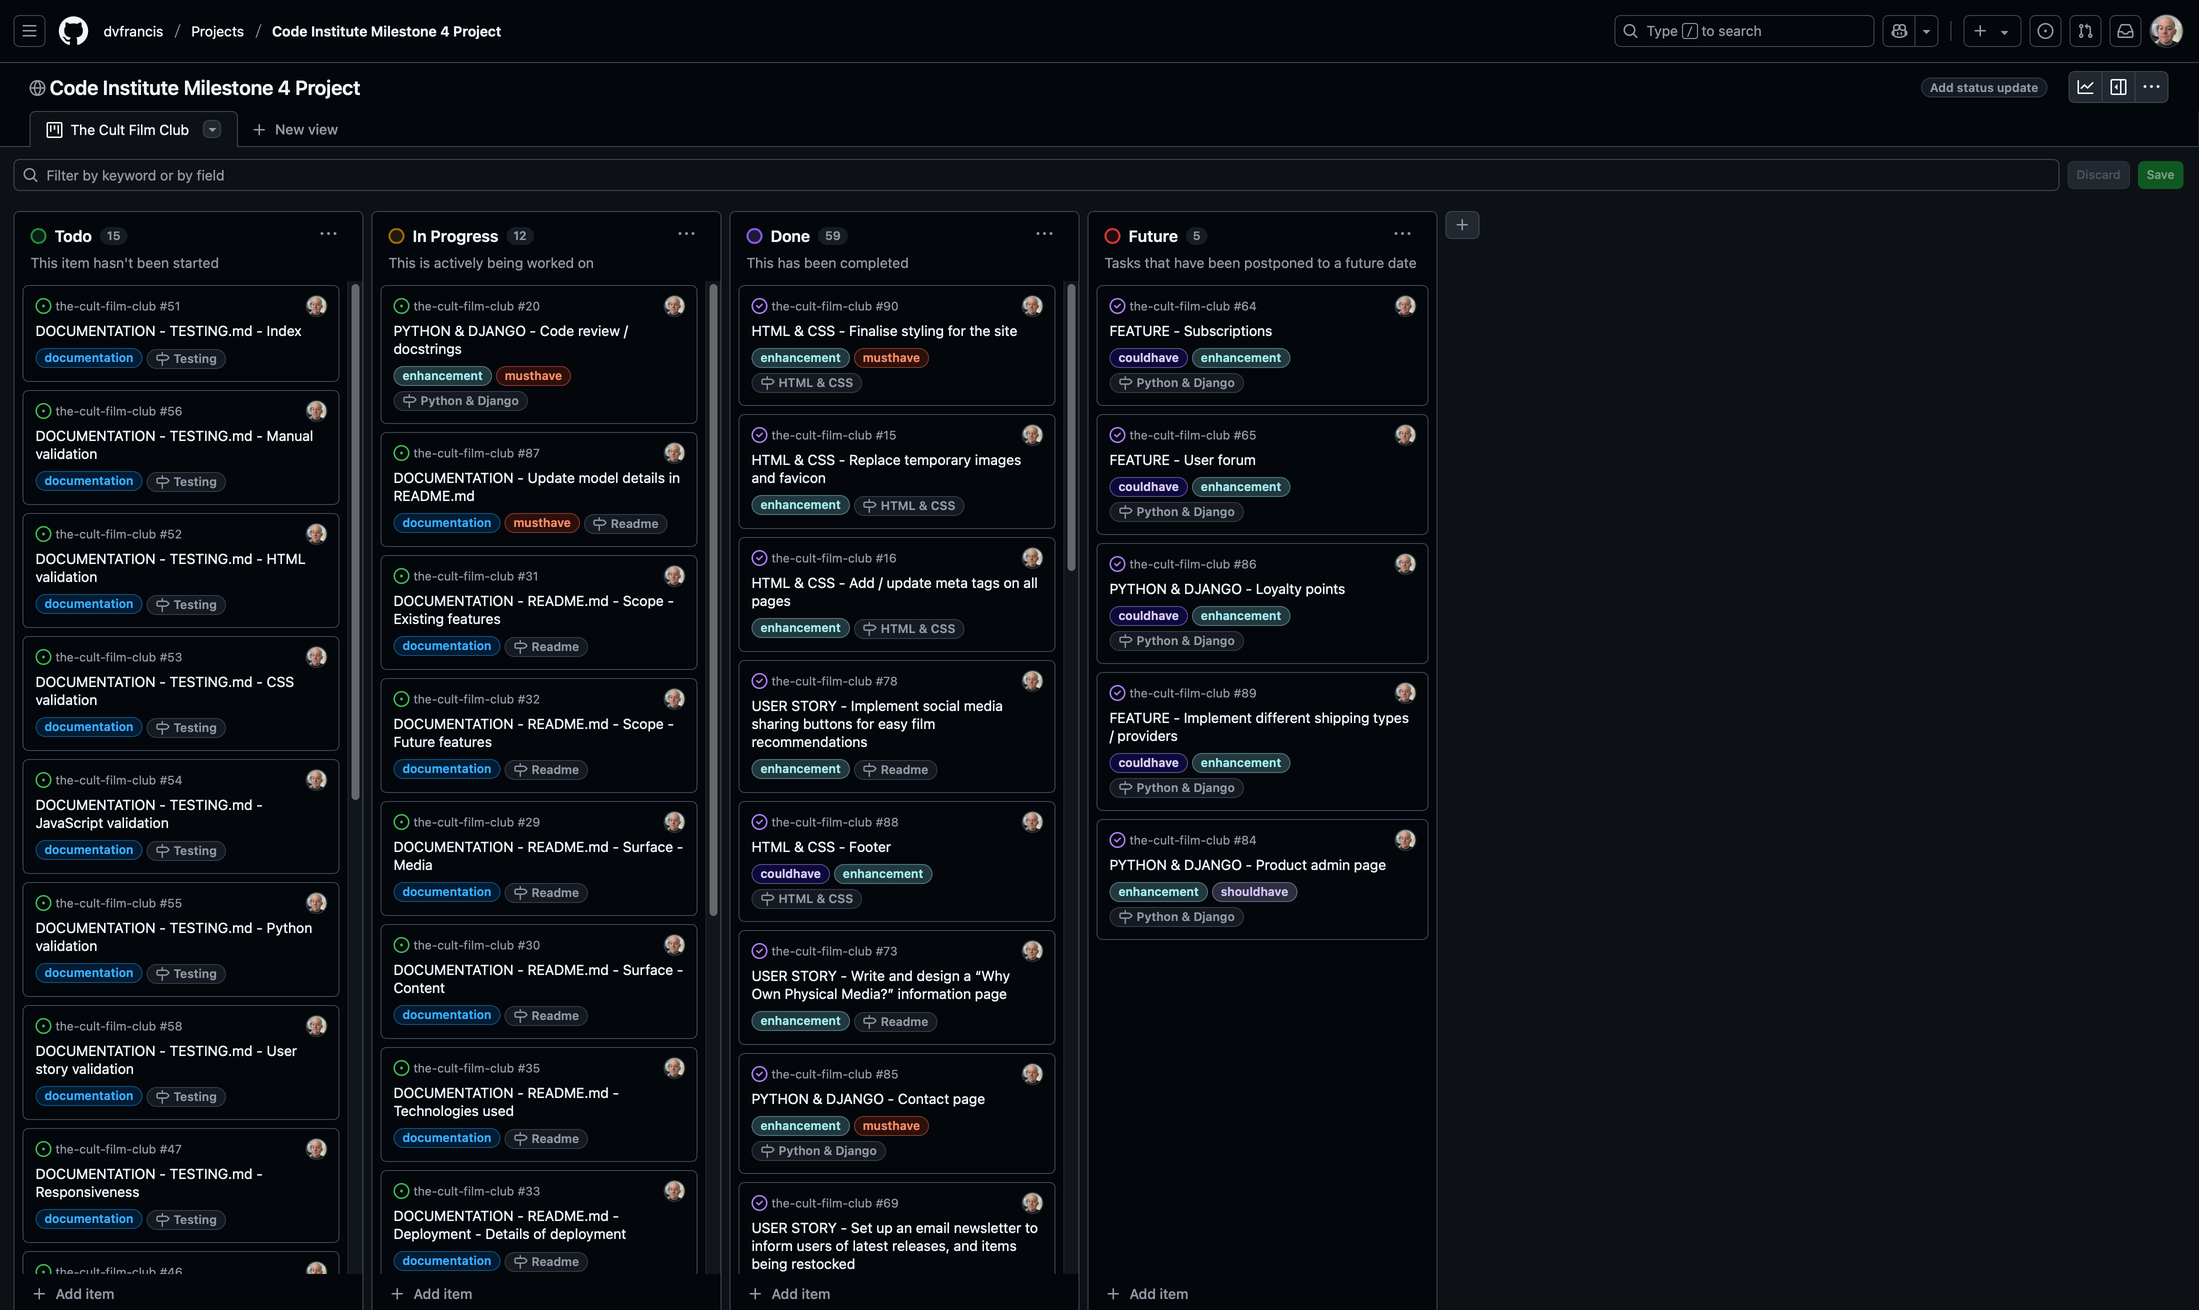 dvfrancis / Projects / Code Institute Milestone 4 Project
Type / to search
Code Institute Milestone 4 Project
Add status update
The Cult Film Club
New view
Filter by keyword or by field
Discard
Save
Todo 15
This item hasn't been started
the-cult-film-club #51
DOCUMENTATION - TESTING.md - Index
documentation Testing
the-cult-film-club #56
DOCUMENTATION - TESTING.md - Manual
validation
documentation Testing
the-cult-film-club #52
DOCUMENTATION - TESTING.md - HTML
validation
documentation Testing
the-cult-film-club #53
DOCUMENTATION - TESTING.md - CSS
validation
documentation Testing
the-cult-film-club #54
DOCUMENTATION - TESTING.md -
JavaScript validation
documentation Testing
the-cult-film-club #55
DOCUMENTATION - TESTING.md - Python
validation
documentation Testing
the-cult-film-club #58
DOCUMENTATION - TESTING.md - User
story validation
documentation Testing
the-cult-film-club #47
DOCUMENTATION - TESTING.md -
Responsiveness
documentation Testing
the-cult-film-club #46
Add item
In Progress 12
This is actively being worked on
the-cult-film-club #20
PYTHON & DJANGO - Code review /
docstrings
enhancement musthave
Python & Django
the-cult-film-club #87
DOCUMENTATION - Update model details in
README.md
documentation musthave Readme
the-cult-film-club #31
DOCUMENTATION - README.md - Scope -
Existing features
documentation Readme
the-cult-film-club #32
DOCUMENTATION - README.md - Scope -
Future features
documentation Readme
the-cult-film-club #29
DOCUMENTATION - README.md - Surface -
Media
documentation Readme
the-cult-film-club #30
DOCUMENTATION - README.md - Surface -
Content
documentation Readme
the-cult-film-club #35
DOCUMENTATION - README.md -
Technologies used
documentation Readme
the-cult-film-club #33
DOCUMENTATION - README.md -
Deployment - Details of deployment
documentation Readme
Add item
Done 59
This has been completed
the-cult-film-club #90
HTML & CSS - Finalise styling for the site
enhancement musthave
HTML & CSS
the-cult-film-club #15
HTML & CSS - Replace temporary images
and favicon
enhancement HTML & CSS
the-cult-film-club #16
HTML & CSS - Add / update meta tags on all
pages
enhancement HTML & CSS
the-cult-film-club #78
USER STORY - Implement social media
sharing buttons for easy film
recommendations
enhancement Readme
the-cult-film-club #88
HTML & CSS - Footer
couldhave enhancement
HTML & CSS
the-cult-film-club #73
USER STORY - Write and design a “Why
Own Physical Media?” information page
enhancement Readme
the-cult-film-club #85
PYTHON & DJANGO - Contact page
enhancement musthave
Python & Django
the-cult-film-club #69
USER STORY - Set up an email newsletter to
inform users of latest releases, and items
being restocked
Add item
Future 5
Tasks that have been postponed to a future date
the-cult-film-club #64
FEATURE - Subscriptions
couldhave enhancement
Python & Django
the-cult-film-club #65
FEATURE - User forum
couldhave enhancement
Python & Django
the-cult-film-club #86
PYTHON & DJANGO - Loyalty points
couldhave enhancement
Python & Django
the-cult-film-club #89
FEATURE - Implement different shipping types
/ providers
couldhave enhancement
Python & Django
the-cult-film-club #84
PYTHON & DJANGO - Product admin page
enhancement shouldhave
Python & Django
Add item